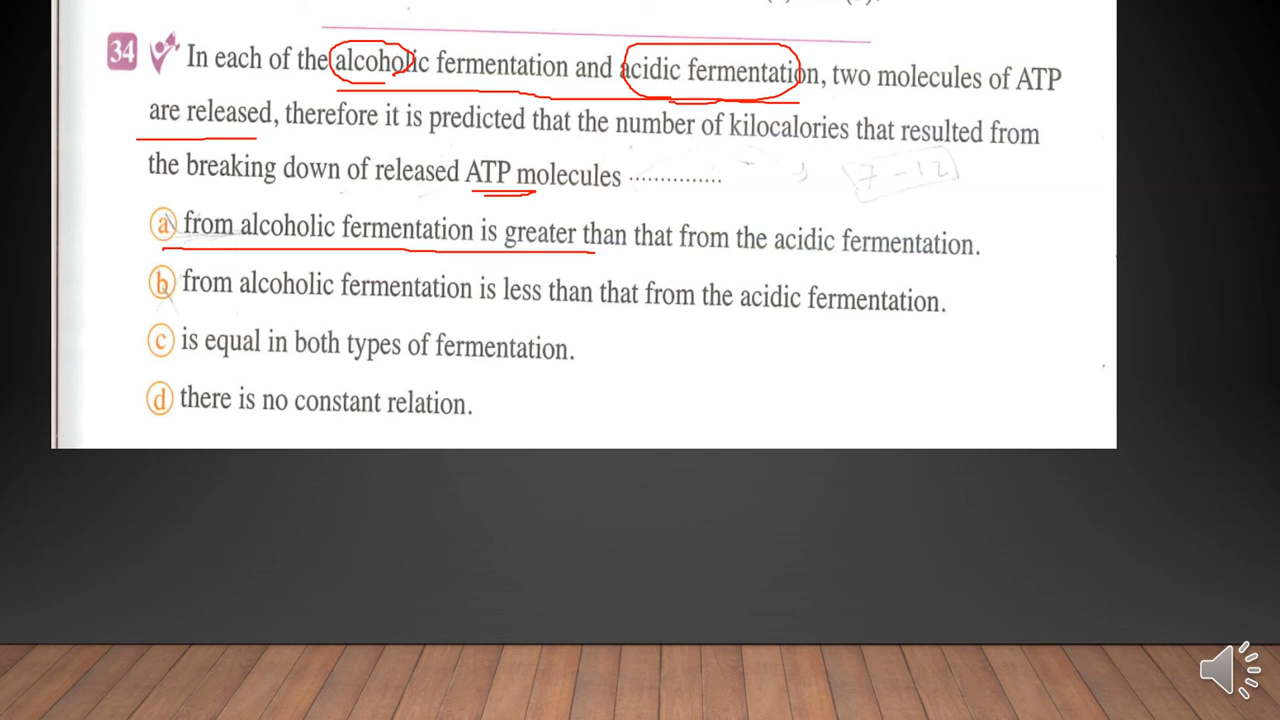 34 In each of the alcoholic fermentation and acidic fermentation, two molecules of ATP
are released, therefore it is predicted that the number of kilocalories that resulted from
the breaking down of released ATP molecules ...............
7 - 12
a from alcoholic fermentation is greater than that from the acidic fermentation.
b from alcoholic fermentation is less than that from the acidic fermentation.
c is equal in both types of fermentation.
d there is no constant relation.